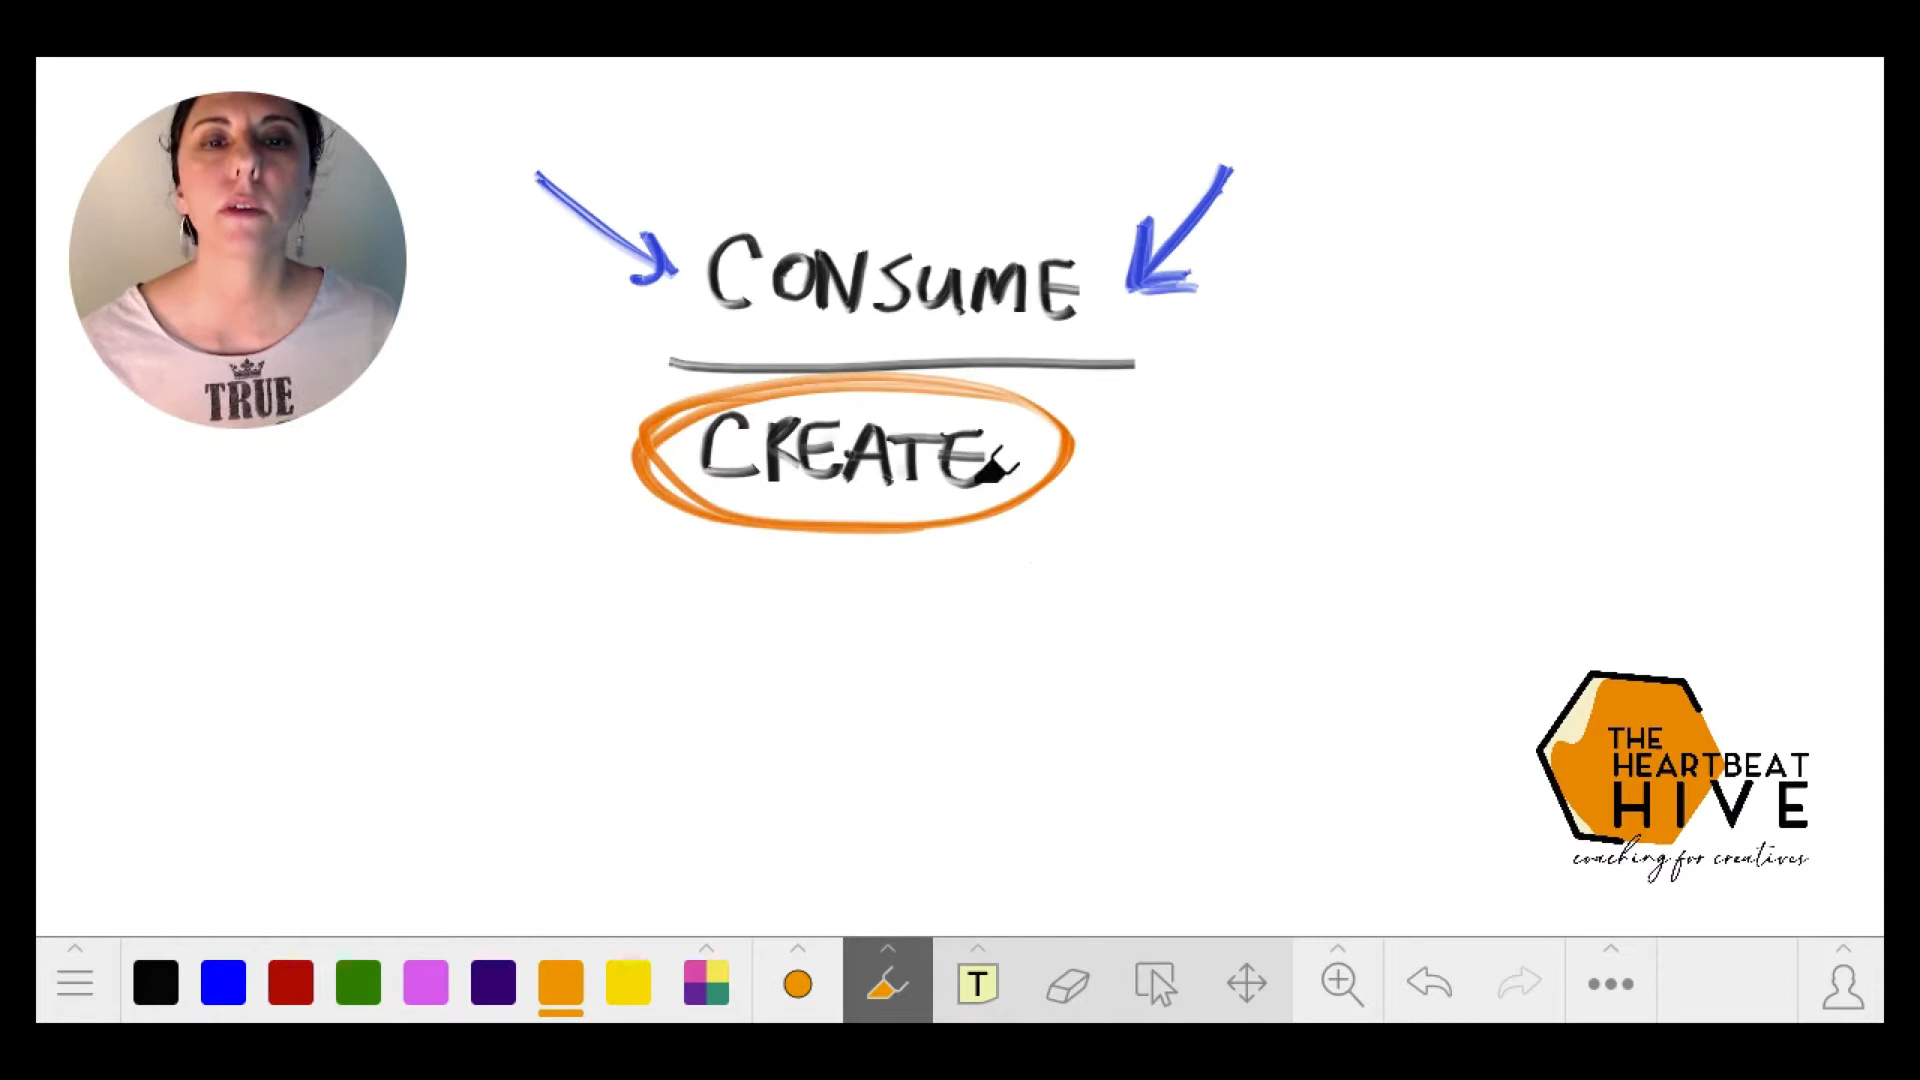 CONSUME
CREATE
TRUE
THE
HEARTBEAT
HIVE
coaching for creatives
T